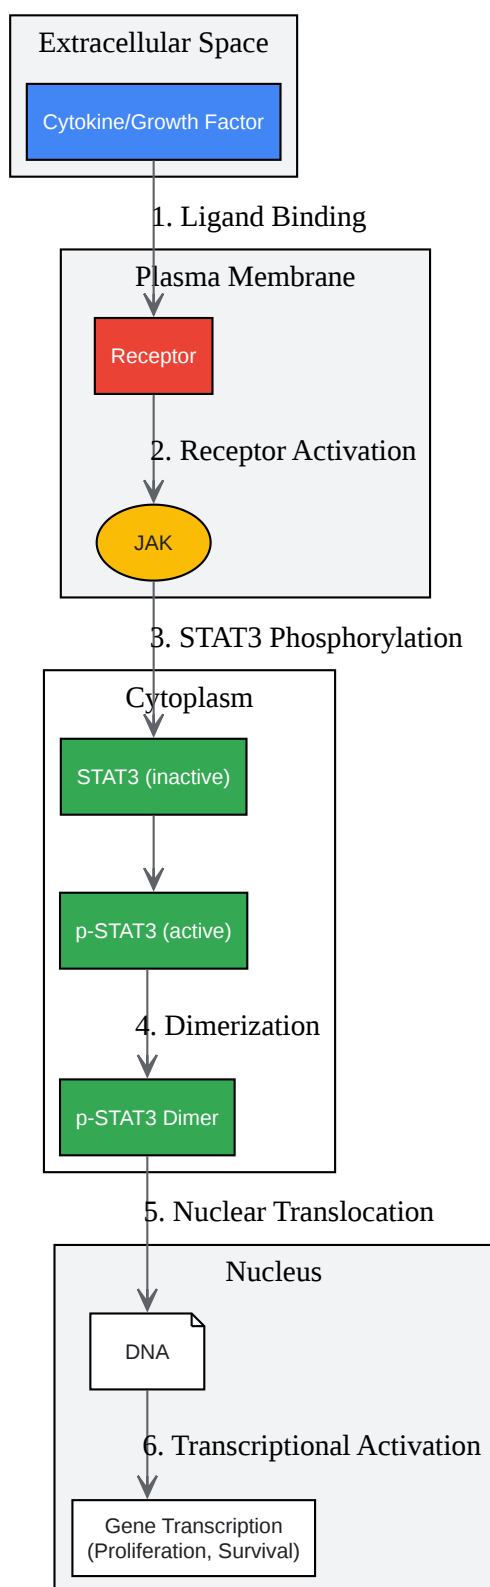 Extracellular Space
Cytokine/Growth Factor
1. Ligand Binding
Plasma Membrane
Receptor
2. Receptor Activation
JAK
3. STAT3 Phosphorylation
Cytoplasm
STAT3 (inactive)
p-STAT3 (active)
4. Dimerization
p-STAT3 Dimer
5. Nuclear Translocation
Nucleus
DNA
6. Transcriptional Activation
Gene Transcription
(Proliferation, Survival)